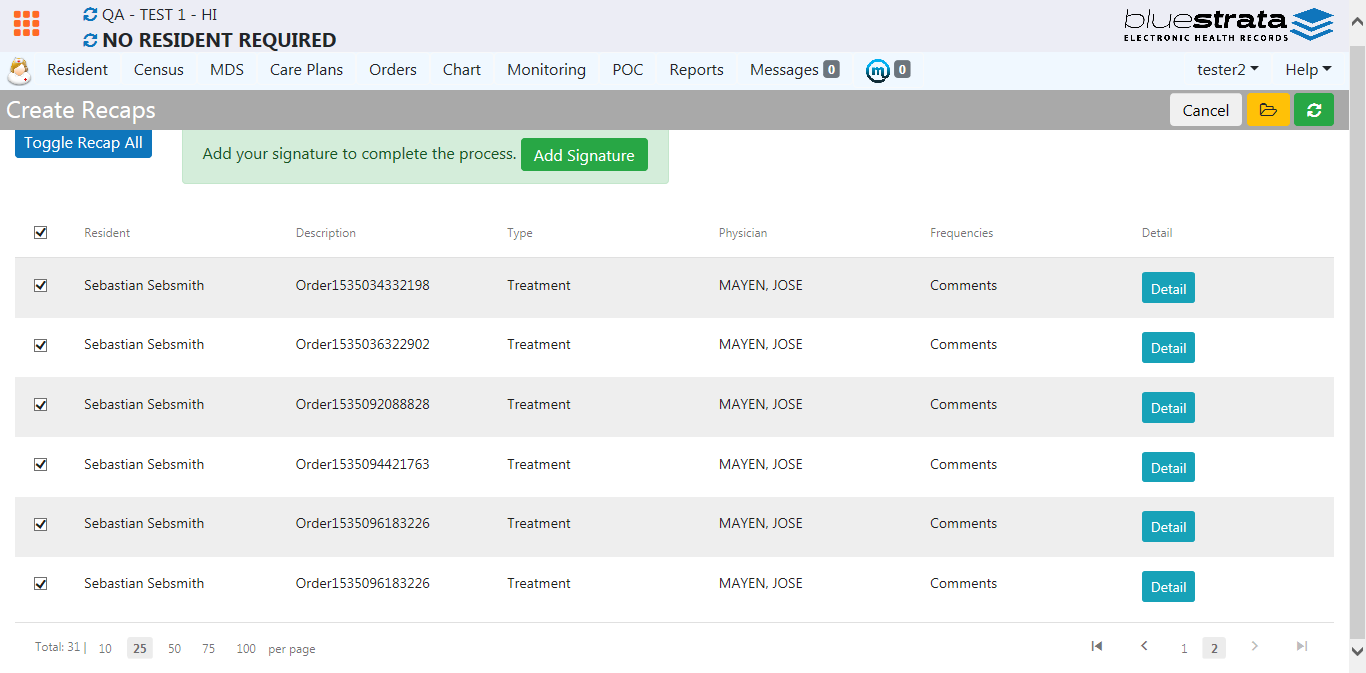 QA - TEST 1 - HI
NO RESIDENT REQUIRED
bluestrata
ELECTRONIC HEALTH RECORDS
Resident Census MDS Care Plans Orders Chart Monitoring POC Reports Messages 0 m 0 tester2 Help
Create Recaps Cancel
Toggle Recap All Add your signature to complete the process. Add Signature
Resident Description Type Physician Frequencies Detail
Sebastian Sebsmith Order1535034332198 Treatment MAYEN, JOSE Comments Detail
Sebastian Sebsmith Order1535036322902 Treatment MAYEN, JOSE Comments Detail
Sebastian Sebsmith Order1535092088828 Treatment MAYEN, JOSE Comments Detail
Sebastian Sebsmith Order1535094421763 Treatment MAYEN, JOSE Comments Detail
Sebastian Sebsmith Order1535096183226 Treatment MAYEN, JOSE Comments Detail
Sebastian Sebsmith Order1535096183226 Treatment MAYEN, JOSE Comments Detail
Total: 31 | 10 25 50 75 100 per page 1 2